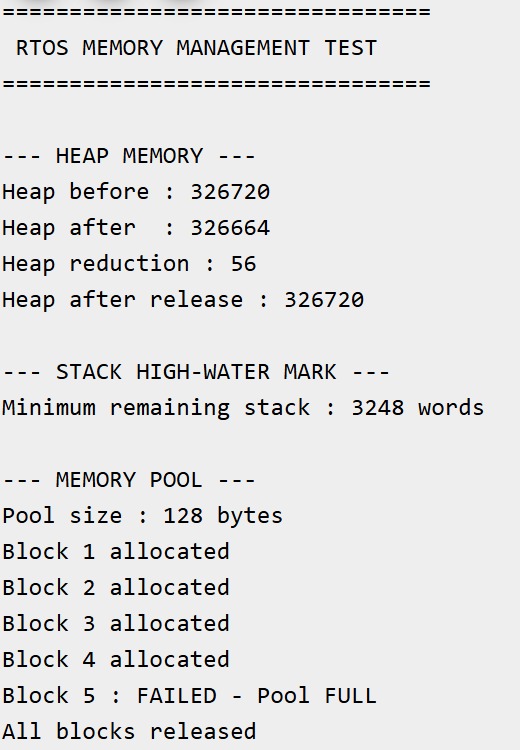 ================================
 RTOS MEMORY MANAGEMENT TEST
================================

--- HEAP MEMORY ---
Heap before : 326720
Heap after  : 326664
Heap reduction : 56
Heap after release : 326720

--- STACK HIGH-WATER MARK ---
Minimum remaining stack : 3248 words

--- MEMORY POOL ---
Pool size : 128 bytes
Block 1 allocated
Block 2 allocated
Block 3 allocated
Block 4 allocated
Block 5 : FAILED - Pool FULL
All blocks released